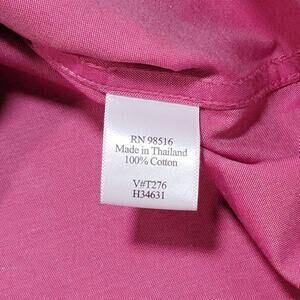 RN 98516
Made in Thailand
100% Cotton
V#T276
H34631